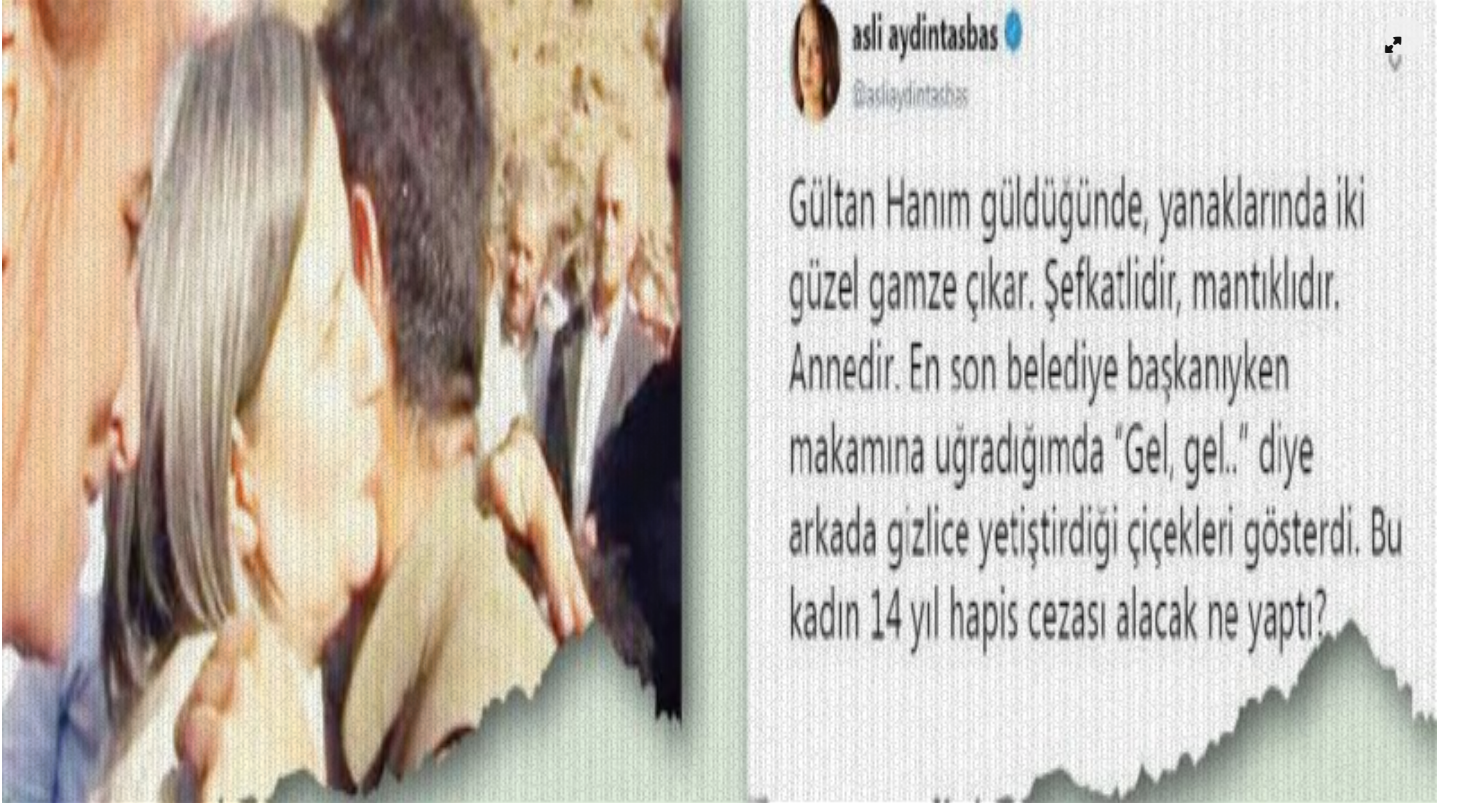 asli aydintasbas
@asliaydintasbas
Gültan Hanım güldüğünde, yanaklarında iki
güzel gamze çıkar. Şefkatlidir, mantıklıdır.
Annedir. En son belediye başkanıyken
makamına uğradığımda “Gel, gel..” diye
arkada gizlice yetiştirdiği çiçekleri gösterdi. Bu
kadın 14 yıl hapis cezası alacak ne yaptı?